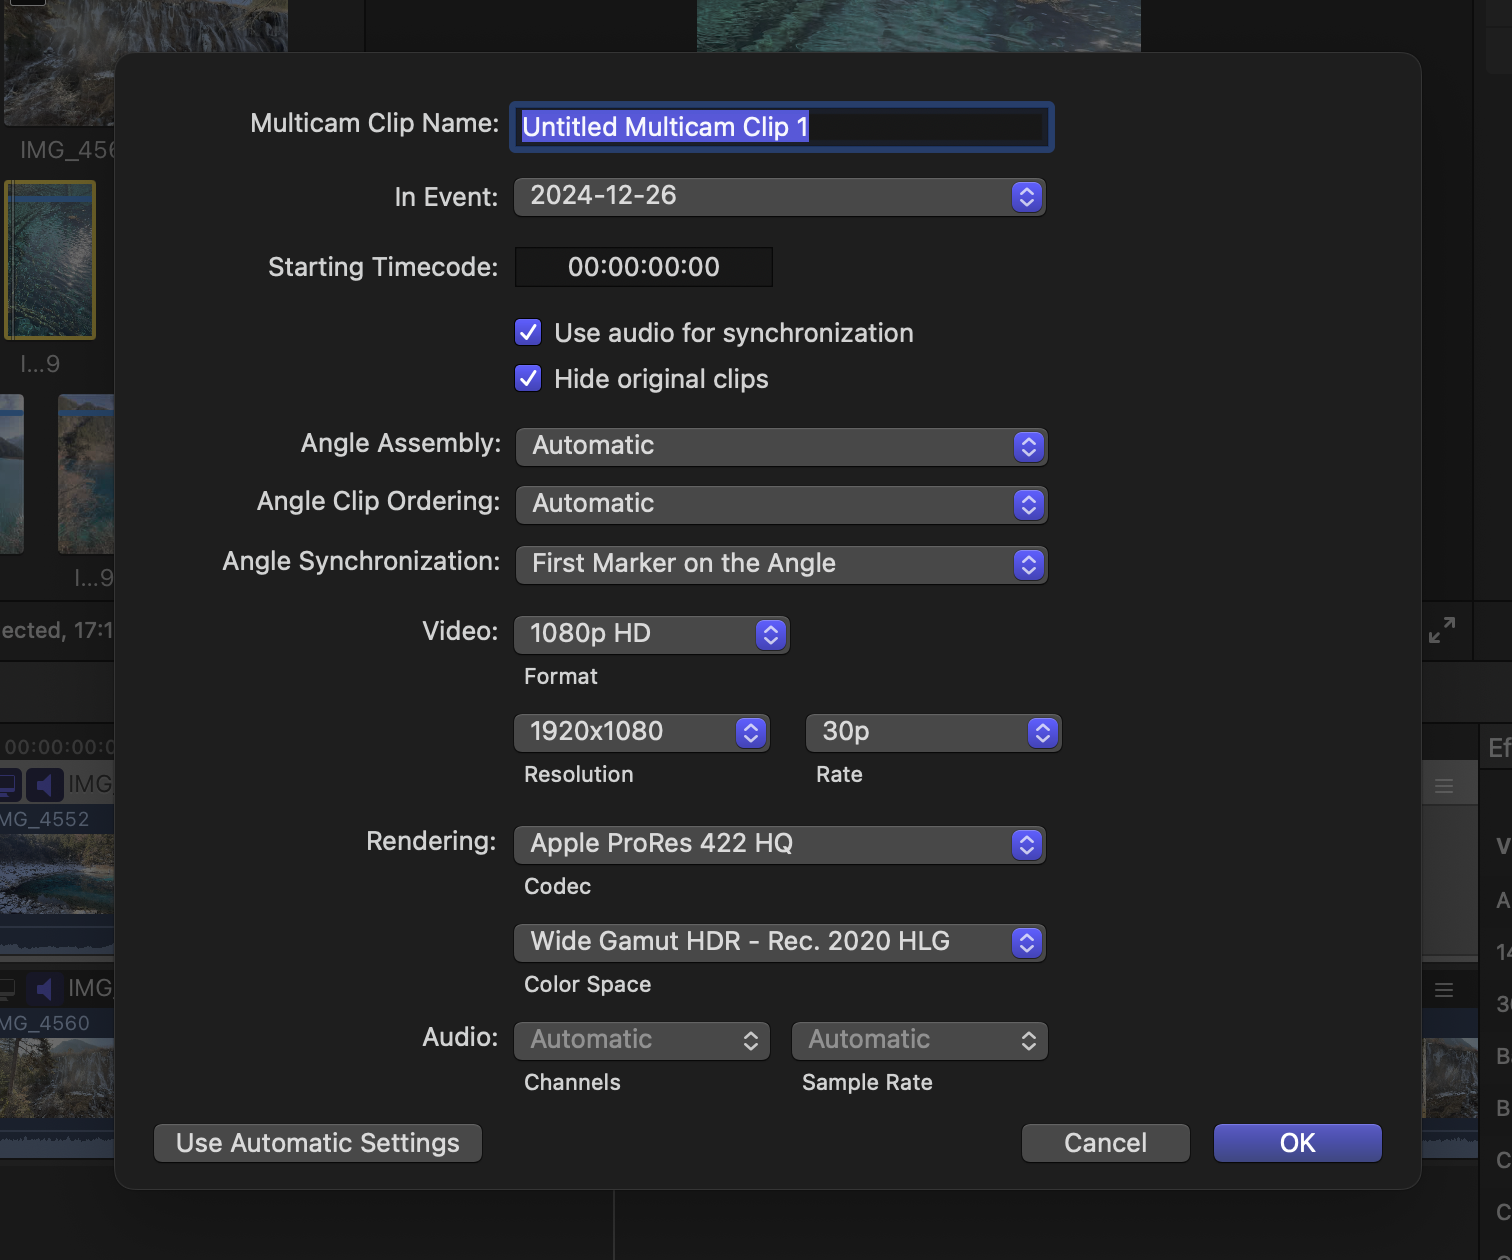 Multicam Clip Name: Untitled Multicam Clip 1
IMG_456
In Event: 2024-12-26
Starting Timecode: 00:00:00:00
Use audio for synchronization
I...9
Hide original clips
Angle Assembly: Automatic
Angle Clip Ordering: Automatic
Angle Synchronization: First Marker on the Angle
I...9
ected, 17:1
Video: 1080p HD
Format
1920x1080 30p
Resolution Rate
00:00:00:0
Ef
IMG_
MG_4552
Rendering: Apple ProRes 422 HQ
V
Codec
A
Wide Gamut HDR - Rec. 2020 HLG
14
Color Space
IMG_
30
MG_4560
Audio: Automatic Automatic
B
Channels Sample Rate
B
Use Automatic Settings Cancel OK
C
C